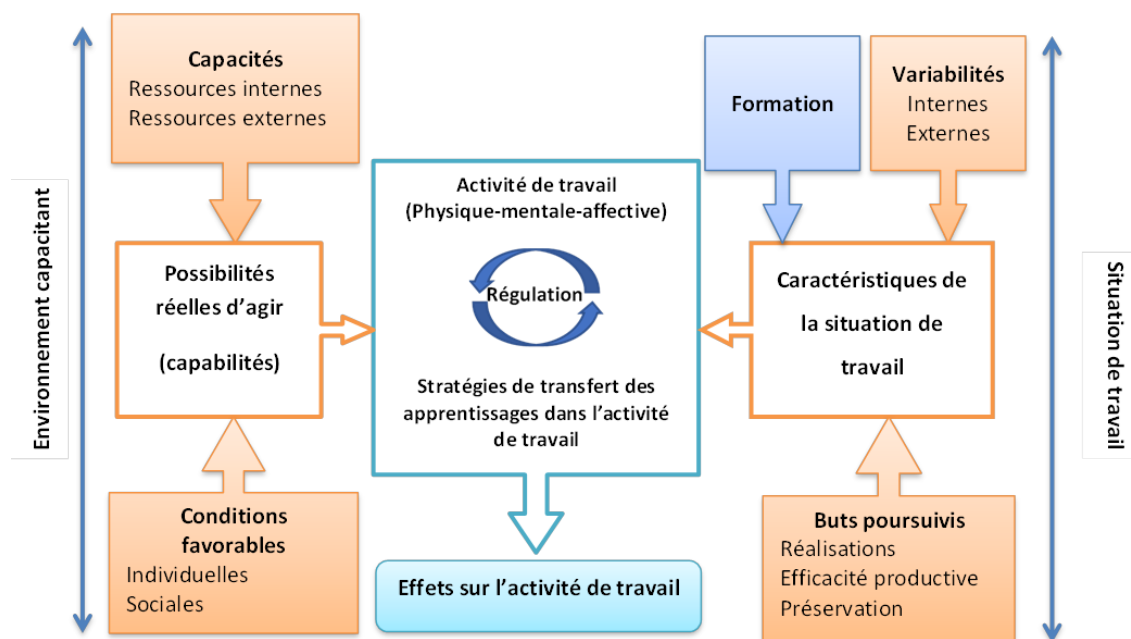 Environnement capacitant
Capacités
Ressources internes
Ressources externes
Possibilités
réelles d’agir
(capabilités)
Conditions
favorables
Individuelles
Sociales
Activité de travail
(Physique-mentale-affective)
Régulation
Stratégies de transfert des
apprentissages dans l’activité
de travail
Effets sur l’activité de travail
Formation
Variabilités
Internes
Externes
Caractéristiques de
la situation de
travail
Buts poursuivis
Réalisations
Efficacité productive
Préservation
Situation de travail